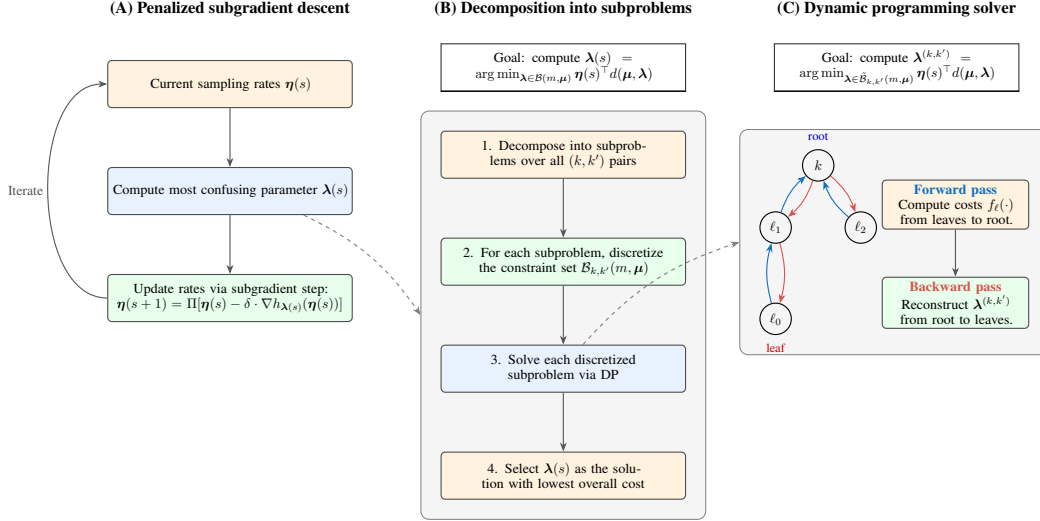 (A) Penalized subgradient descent
Current sampling rates η(s)
Iterate
Compute most confusing parameter λ(s)
Update rates via subgradient step:
η(s + 1) = Π[η(s) − δ · ∇h_{λ(s)}(η(s))]
(B) Decomposition into subproblems
Goal: compute λ(s) =
arg min_{λ∈B(m,μ)} η(s)^⊤ d(μ, λ)
1. Decompose into subprob-
lems over all (k, k′) pairs
2. For each subproblem, discretize
the constraint set B_{k,k′}(m, μ)
3. Solve each discretized
subproblem via DP
4. Select λ(s) as the solu-
tion with lowest overall cost
(C) Dynamic programming solver
Goal: compute λ^{(k,k′)} =
arg min_{λ∈B̃_{k,k′}(m,μ)} η(s)^⊤ d(μ, λ)
root
k
ℓ₁
ℓ₂
ℓ₀
leaf
Forward pass
Compute costs f_ℓ(·)
from leaves to root.
Backward pass
Reconstruct λ^{(k,k′)}
from root to leaves.